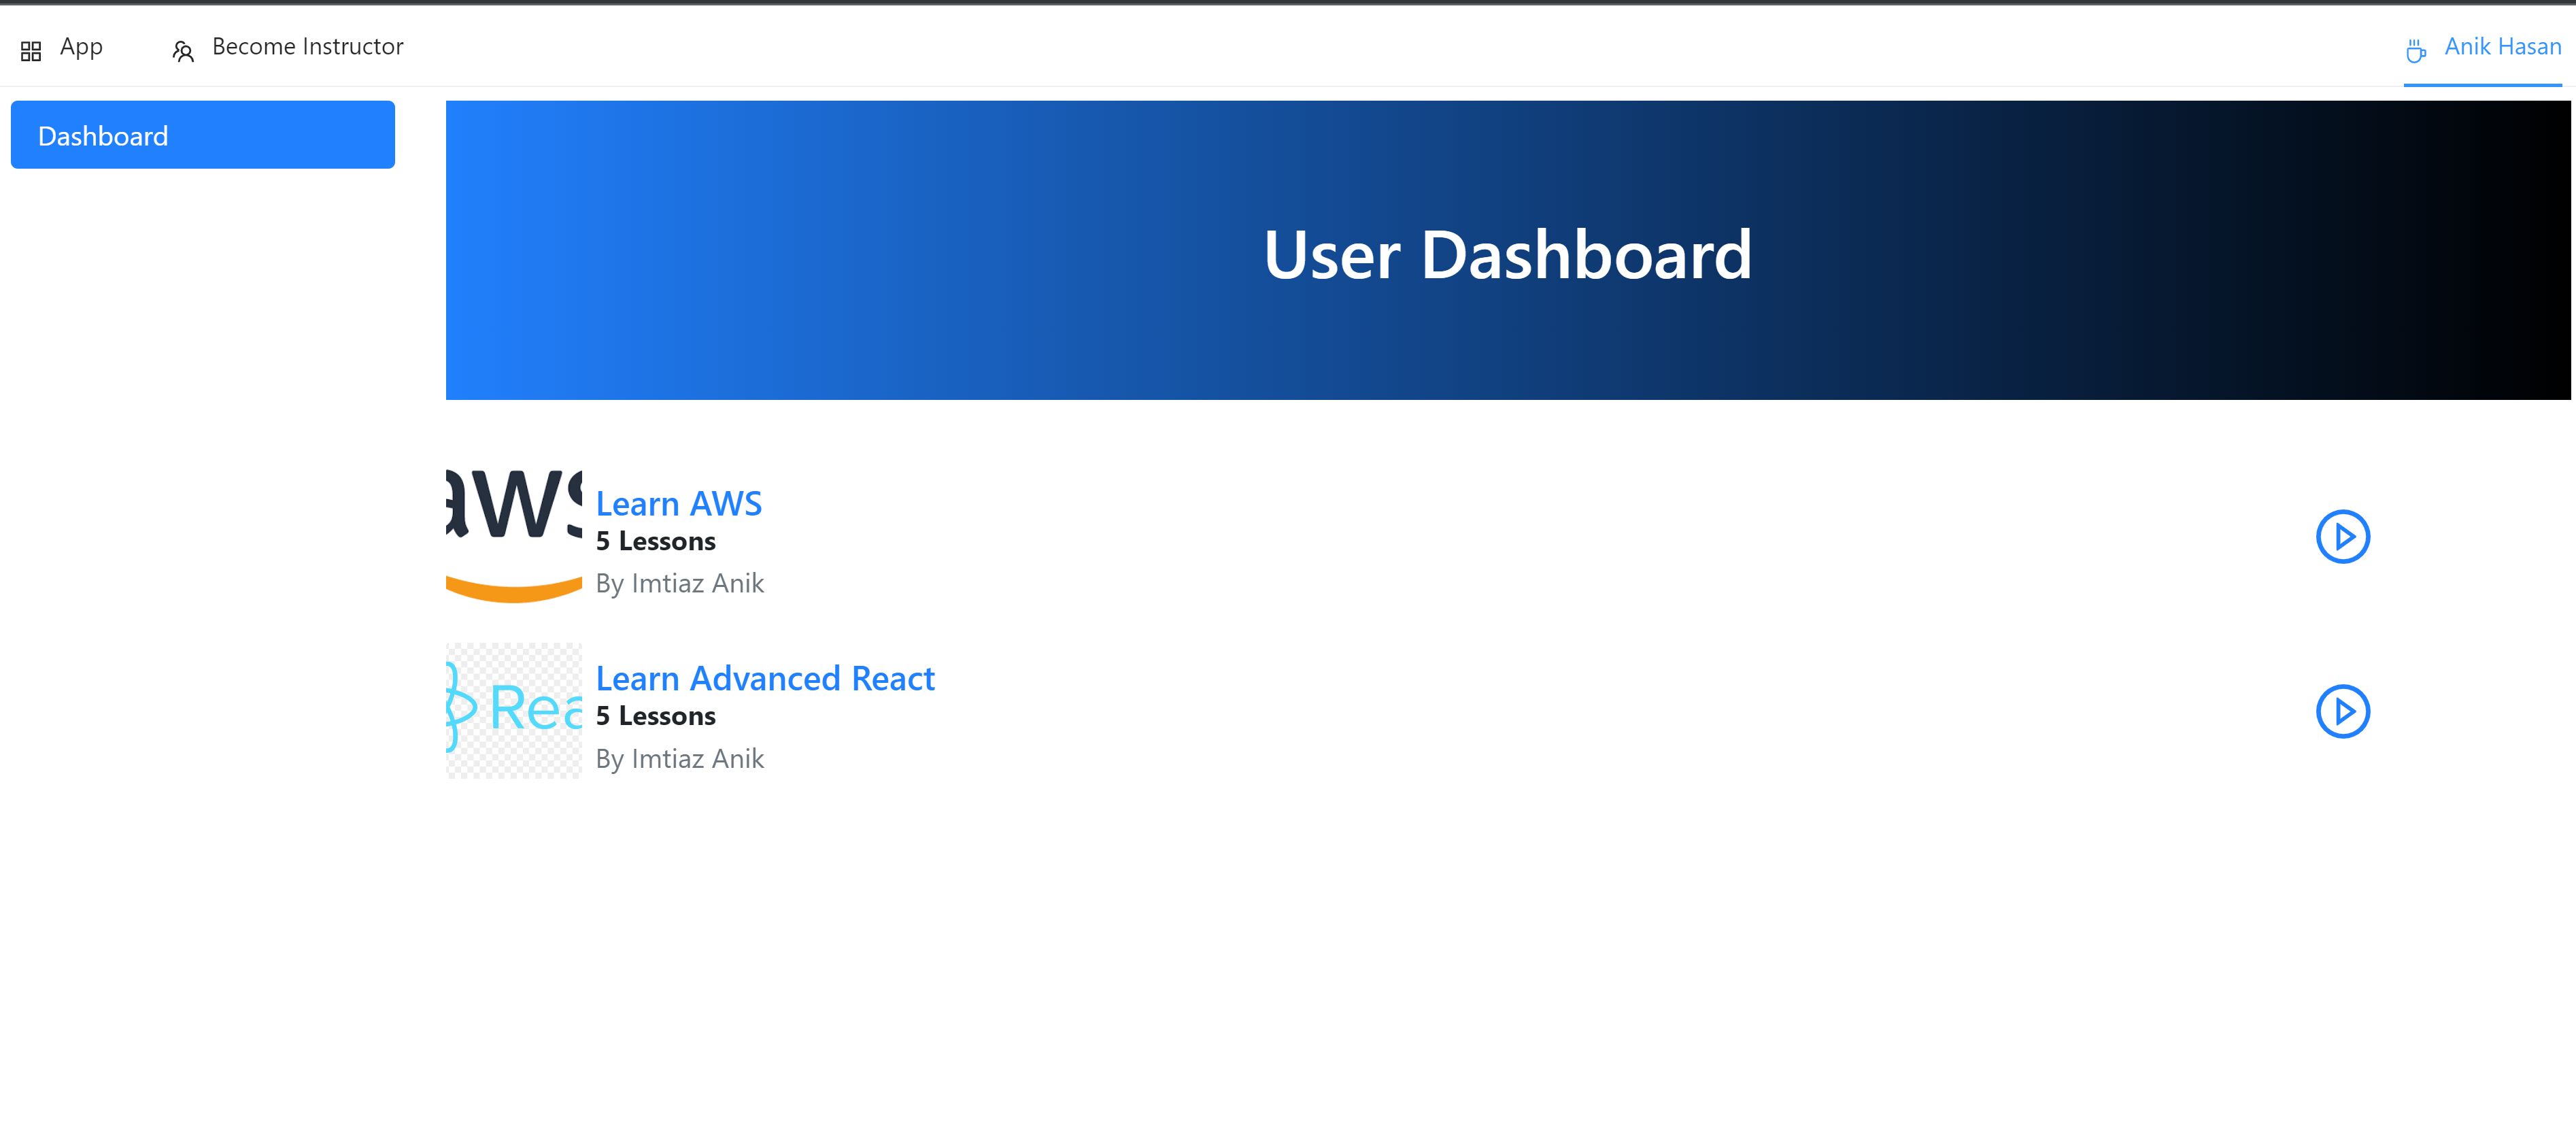 App
Become Instructor
Anik Hasan
Dashboard
User Dashboard
aws
Learn AWS
5 Lessons
By Imtiaz Anik
Rea
Learn Advanced React
5 Lessons
By Imtiaz Anik